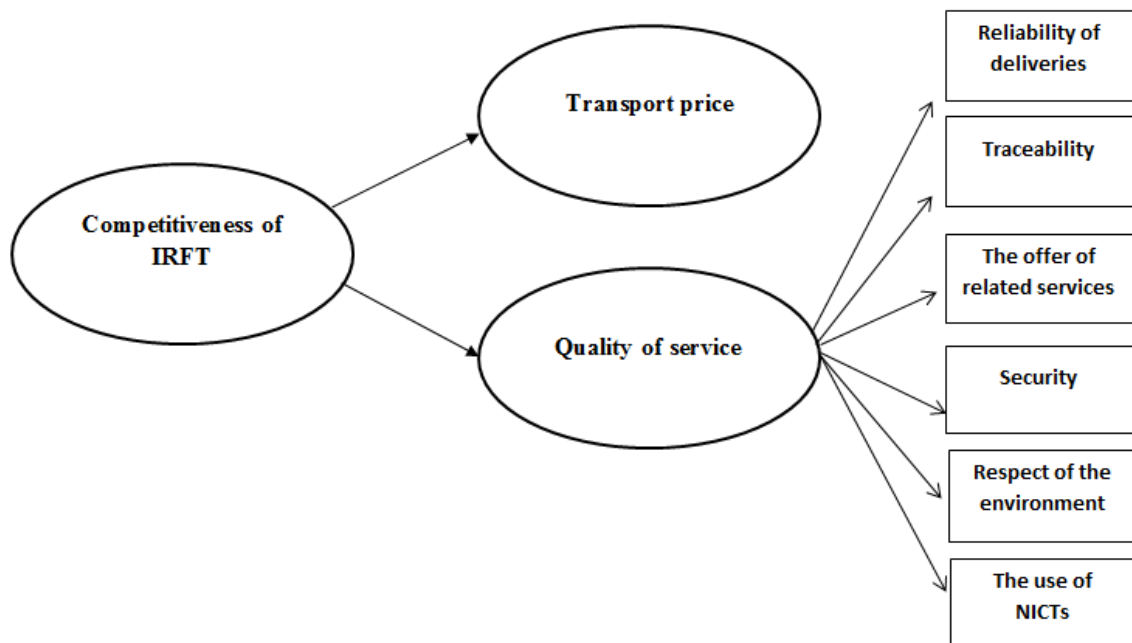 Competitiveness of
IRFT
Transport price
Quality of service
Reliability of
deliveries
Traceability
The offer of
related services
Security
Respect of the
environment
The use of
NICTs